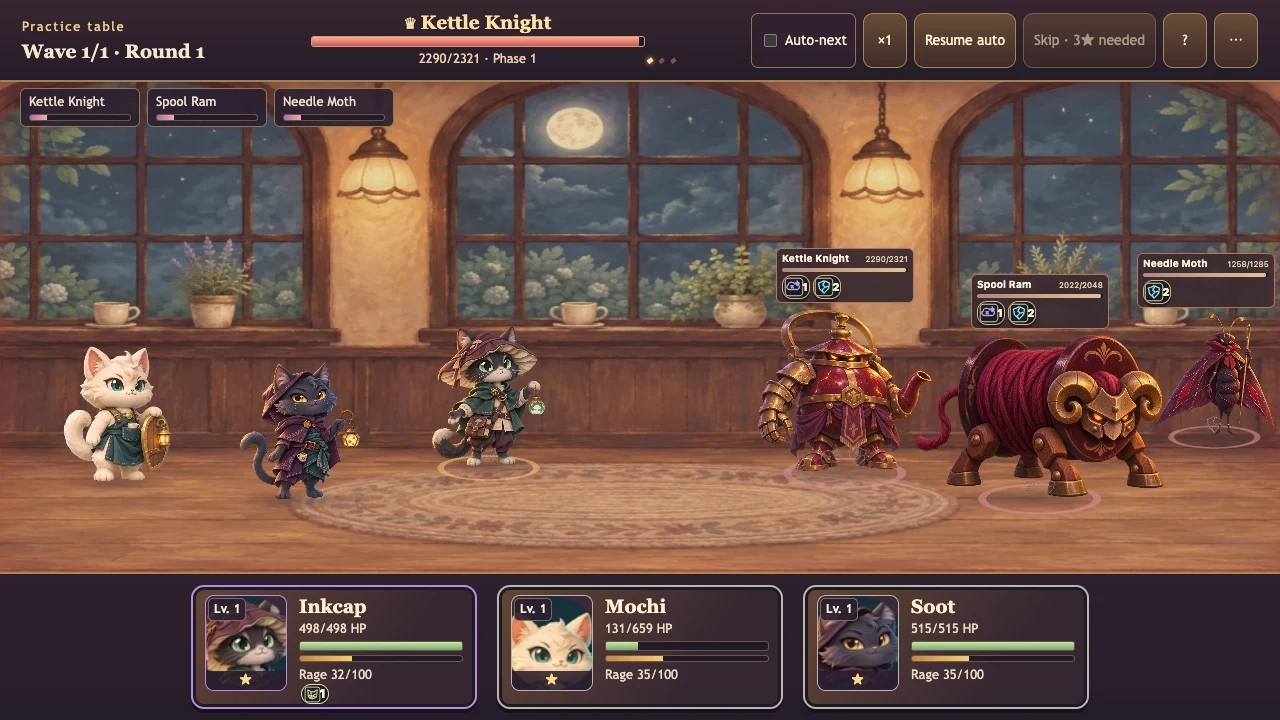 Practice table
Wave 1/1 · Round 1
♛ Kettle Knight
2290/2321 · Phase 1
Auto-next
×1
Resume auto
Skip · 3★ needed
?
...
Kettle Knight
Spool Ram
Needle Moth
Kettle Knight 2290/2321
1 2
Spool Ram 2022/2048
1 2
Needle Moth 1258/1285
2
Lv. 1
Inkcap
498/498 HP
Rage 32/100
1
Lv. 1
Mochi
131/659 HP
Rage 35/100
Lv. 1
Soot
515/515 HP
Rage 35/100